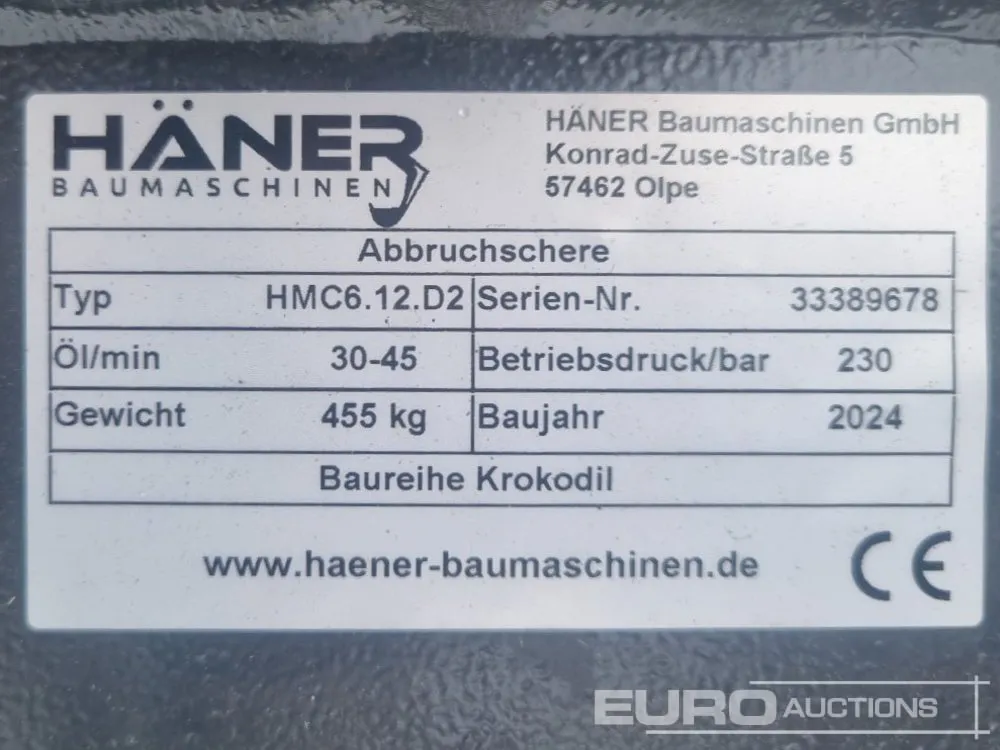 HÄNER
BAUMASCHINEN
HÄNER Baumaschinen GmbH
Konrad-Zuse-Straße 5
57462 Olpe
Abbruchschere
Typ HMC6.12.D2 Serien-Nr. 33389678
Öl/min 30-45 Betriebsdruck/bar 230
Gewicht 455 kg Baujahr 2024
Baureihe Krokodil
www.haener-baumaschinen.de CE
EURO AUCTIONS